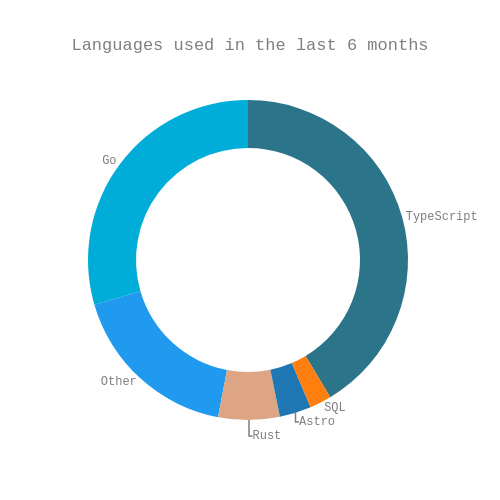 Languages used in the last 6 months
Go
TypeScript
Other
SQL
Astro
Rust